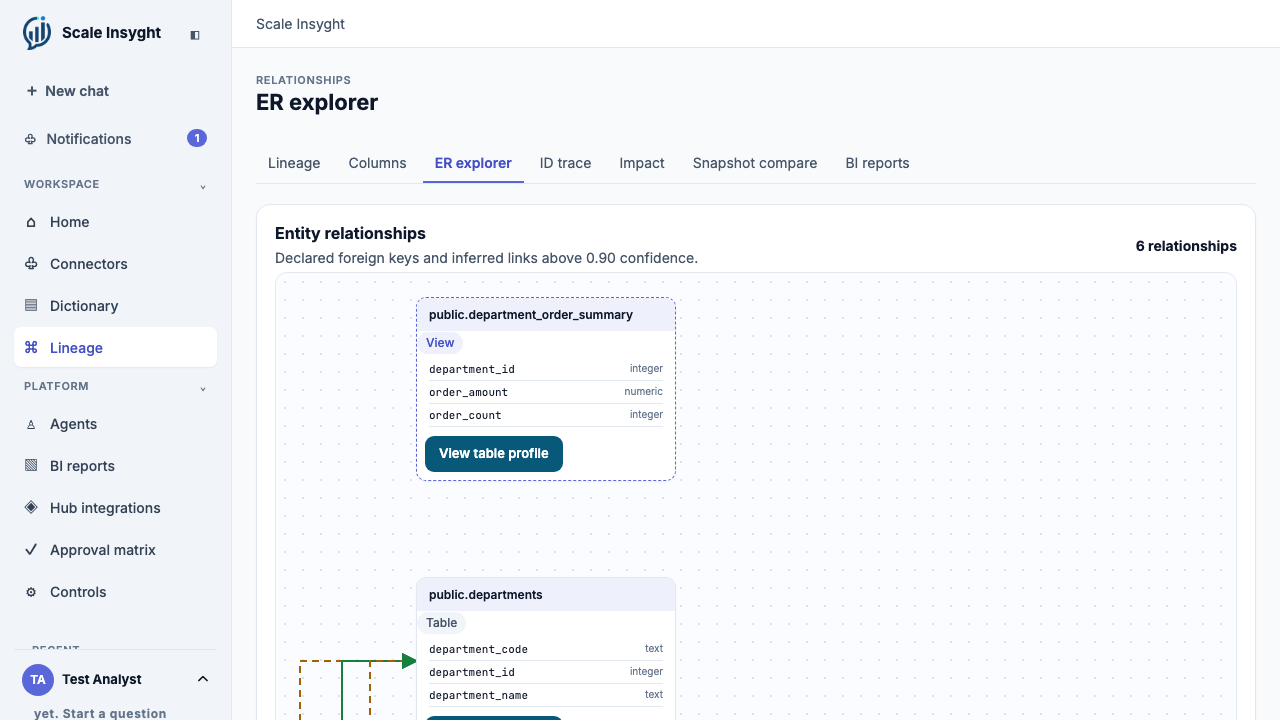 Scale Insyght
+ New chat
Notifications 1
WORKSPACE
Home
Connectors
Dictionary
Lineage
PLATFORM
Agents
BI reports
Hub integrations
Approval matrix
Controls
RECENT
TA Test Analyst
yet. Start a question
Scale Insyght
RELATIONSHIPS
ER explorer
Lineage Columns ER explorer ID trace Impact Snapshot compare BI reports
Entity relationships
6 relationships
Declared foreign keys and inferred links above 0.90 confidence.
public.department_order_summary
View
department_id integer
order_amount numeric
order_count integer
View table profile
public.departments
Table
department_code text
department_id integer
department_name text